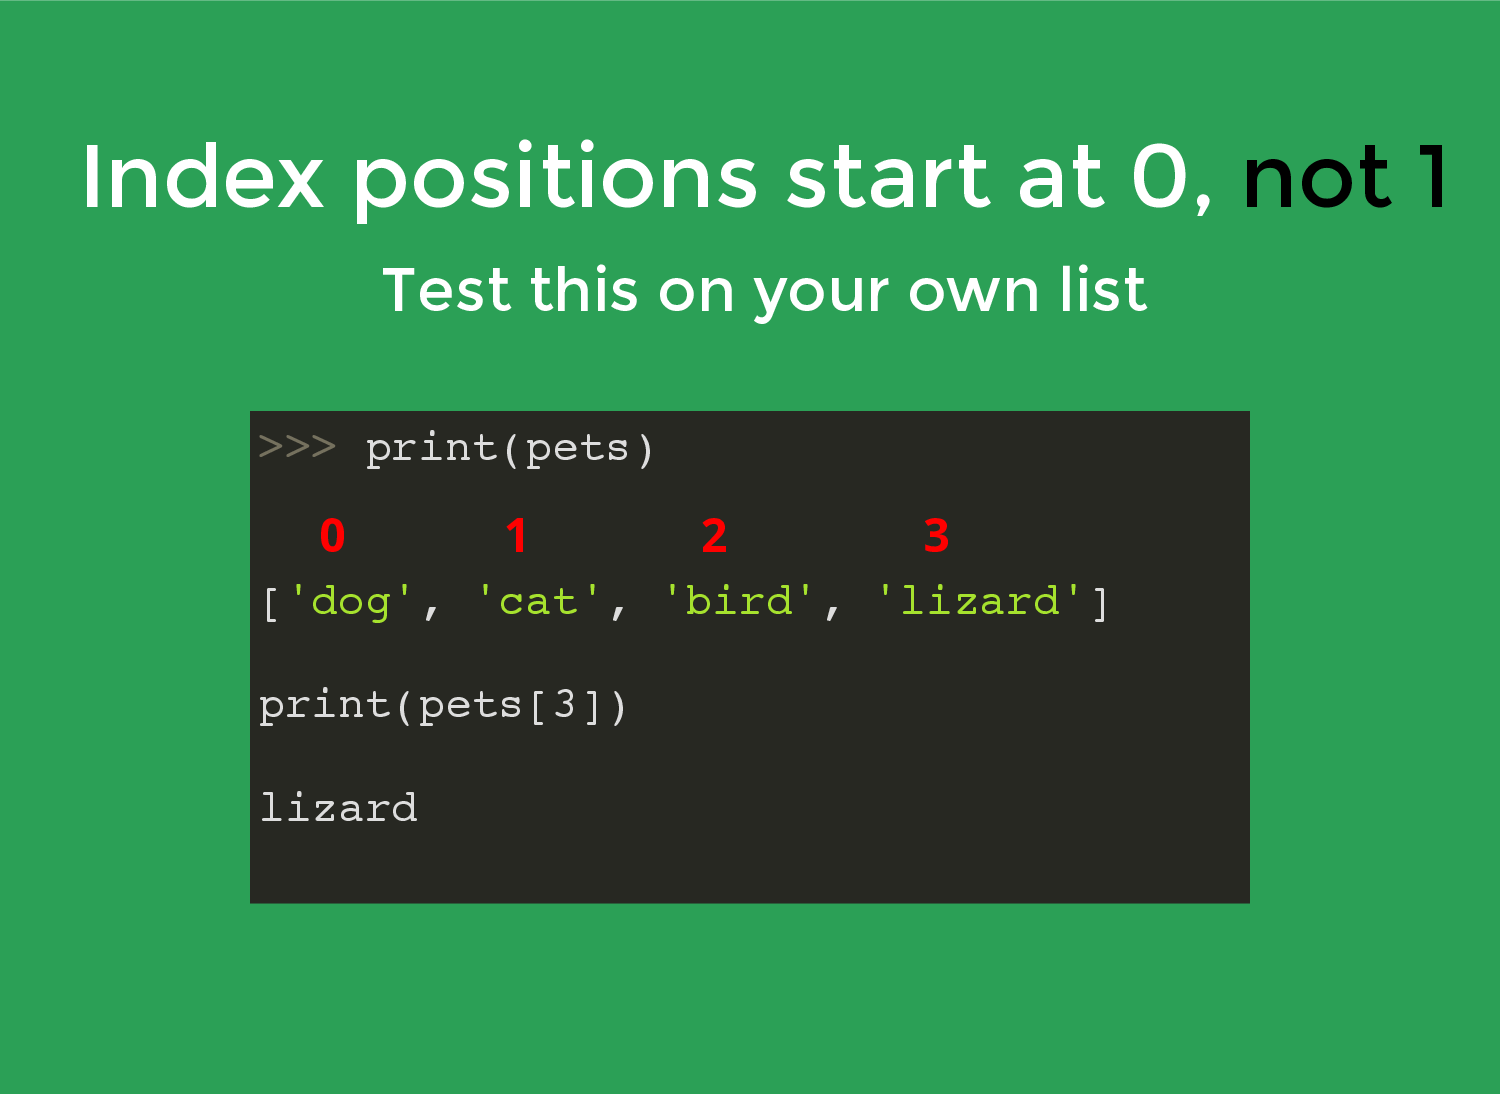 Index positions start at 0, not 1
Test this on your own list
>>> print(pets)
0 1 2 3
['dog', 'cat', 'bird', 'lizard']
print(pets[3])
lizard